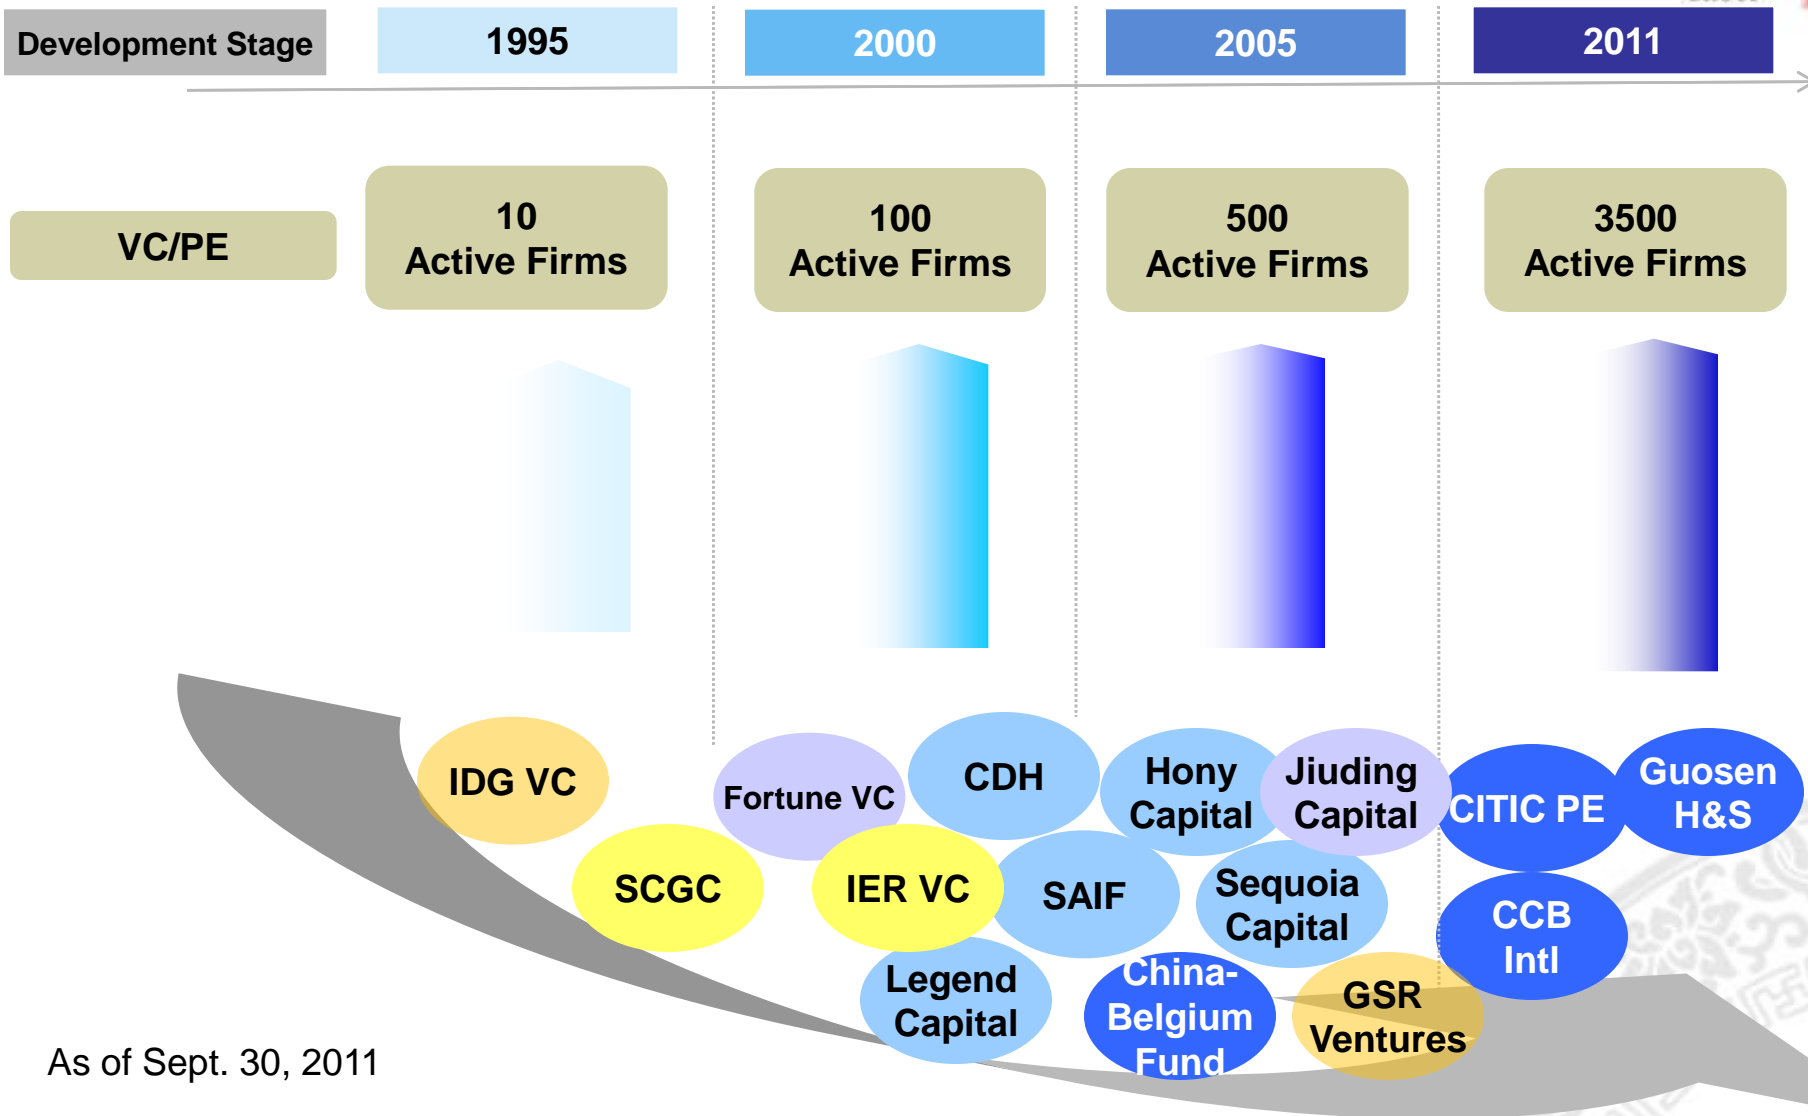 Development Stage
1995
2000
2005
2011
VC/PE
10
Active Firms
100
Active Firms
500
Active Firms
3500
Active Firms
IDG VC
SCGC
Fortune VC
IER VC
CDH
SAIF
Legend
Capital
Hony
Capital
Jiuding
Capital
Sequoia
Capital
China-
Belgium
Fund
GSR
Ventures
CITIC PE
Guosen
H&S
CCB
Intl
As of Sept. 30, 2011